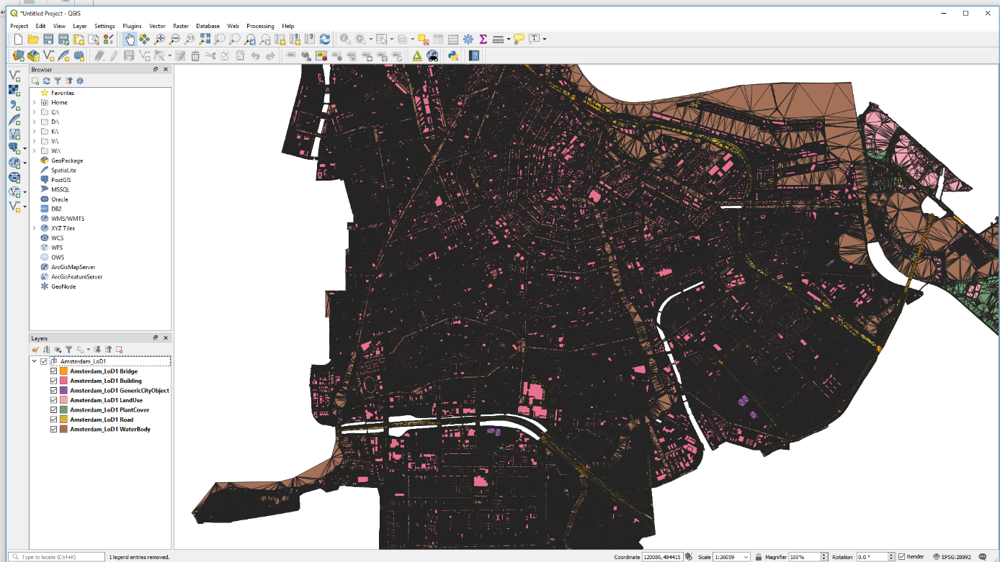 *Untitled Project - QGIS
Project Edit View Layer Settings Plugins Vector Raster Database Web Processing Help
Browser
Favorites
Home
C:\
D:\
K:\
V:\
W:\
GeoPackage
SpatiaLite
PostGIS
MSSQL
Oracle
DB2
WMS/WMTS
XYZ Tiles
WCS
WFS
OWS
ArcGisMapServer
ArcGisFeatureServer
GeoNode
Layers
Amsterdam_LoD1
Amsterdam_LoD1 Bridge
Amsterdam_LoD1 Building
Amsterdam_LoD1 GenericCityObject
Amsterdam_LoD1 LandUse
Amsterdam_LoD1 PlantCover
Amsterdam_LoD1 Road
Amsterdam_LoD1 WaterBody
Type to locate (Ctrl+K) 1 legend entries removed. Coordinate 120086,484415 Scale 1:26059 Magnifier 100% Rotation 0.0 ° Render EPSG:28992